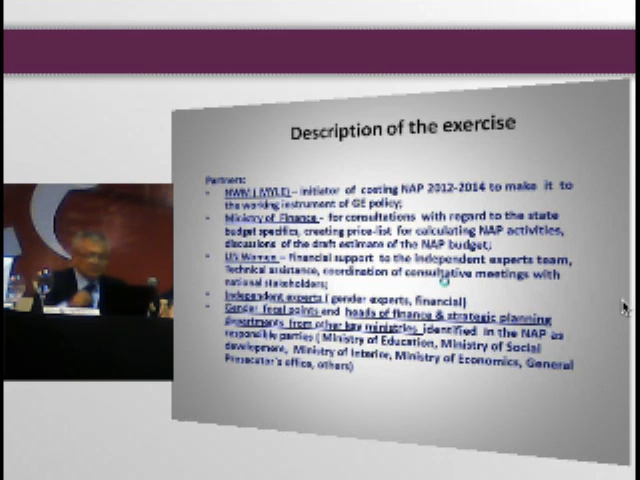 Description of the exercise
Partners:
• NWM ( MYLE) – initiator of costing NAP 2012-2014 to make it to
the working instrument of GE policy;
• Ministry of Finance - for consultations with regard to the state
budget specifics, creating price-list for calculating NAP activities,
discussions of the draft estimate of the NAP budget;
• UN Women – financial support to the independent experts team,
Technical assistance, coordination of consultative meetings with
national stakeholders;
• Independent experts ( gender experts, financial)
• Gender focal points and heads of finance & strategic planning
departments from other key ministries identified in the NAP as
responsible parties ( Ministry of Education, Ministry of Social
development, Ministry of Interior, Ministry of Economics, General
Prosecutor's office, others)